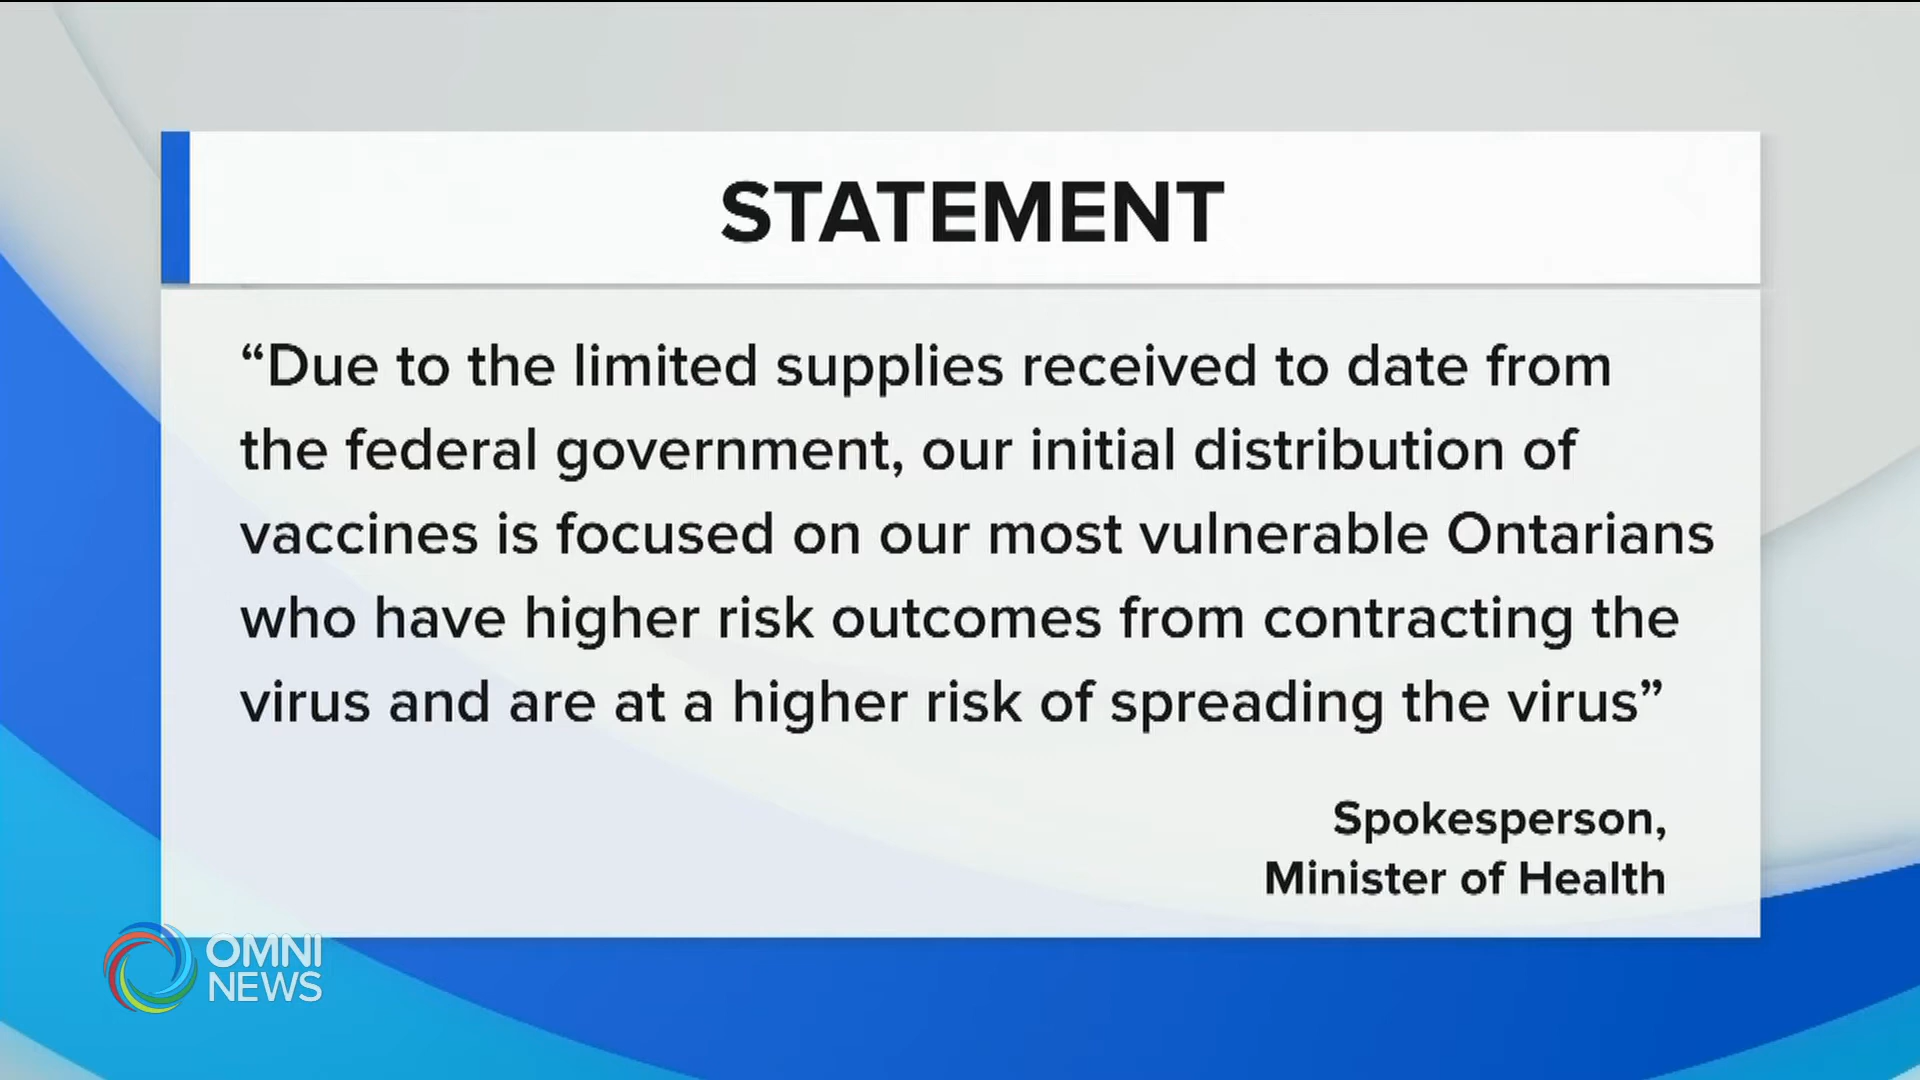 STATEMENT
“Due to the limited supplies received to date from
the federal government, our initial distribution of
vaccines is focused on our most vulnerable Ontarians
who have higher risk outcomes from contracting the
virus and are at a higher risk of spreading the virus”
Spokesperson,
Minister of Health
OMNI
NEWS